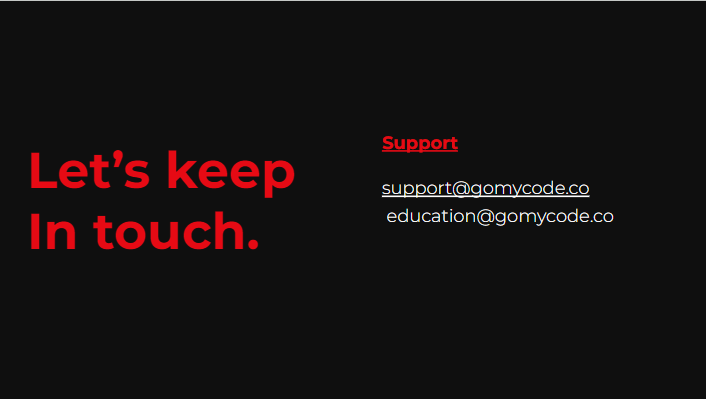 Let's keep
In touch.
Support
support@gomycode.co
education@gomycode.co